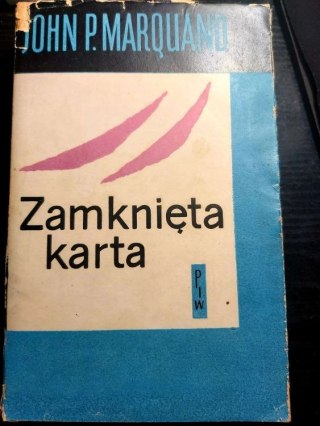 JOHN P. MARQUAND
Zamknięta
karta
PIW